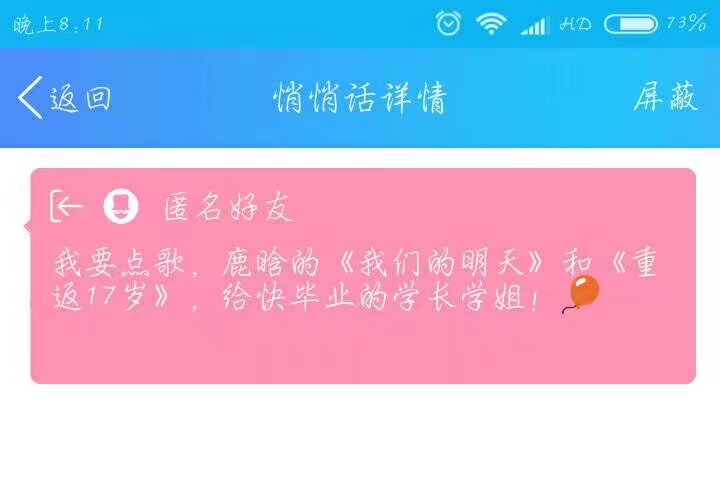 晚上8:11 HD 73%
返回 悄悄话详情 屏蔽
匿名好友
我要点歌，鹿晗的《我们的明天》和《重
返17岁》，给快毕业的学长学姐！